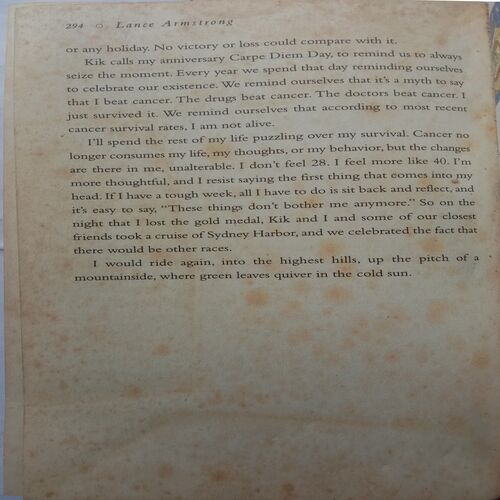 294 Lance Armstrong
or any holiday. No victory or loss could compare with it.
Kik calls my anniversary Carpe Diem Day, to remind us to always
seize the moment. Every year we spend that day reminding ourselves
to celebrate our existence. We remind ourselves that it's a myth to say
that I beat cancer. The drugs beat cancer. The doctors beat cancer. I
just survived it. We remind ourselves that according to most recent
cancer survival rates, I am not alive.
I'll spend the rest of my life puzzling over my survival. Cancer no
longer consumes my life, my thoughts, or my behavior, but the changes
are there in me, unalterable. I don't feel 28. I feel more like 40. I'm
more thoughtful, and I resist saying the first thing that comes into my
head. If I have a tough week, all I have to do is sit back and reflect, and
it's easy to say, "These things don't bother me anymore." So on the
night that I lost the gold medal, Kik and I and some of our closest
friends took a cruise of Sydney Harbor, and we celebrated the fact that
there would be other races.
I would ride again, into the highest hills, up the pitch of a
mountainside, where green leaves quiver in the cold sun.